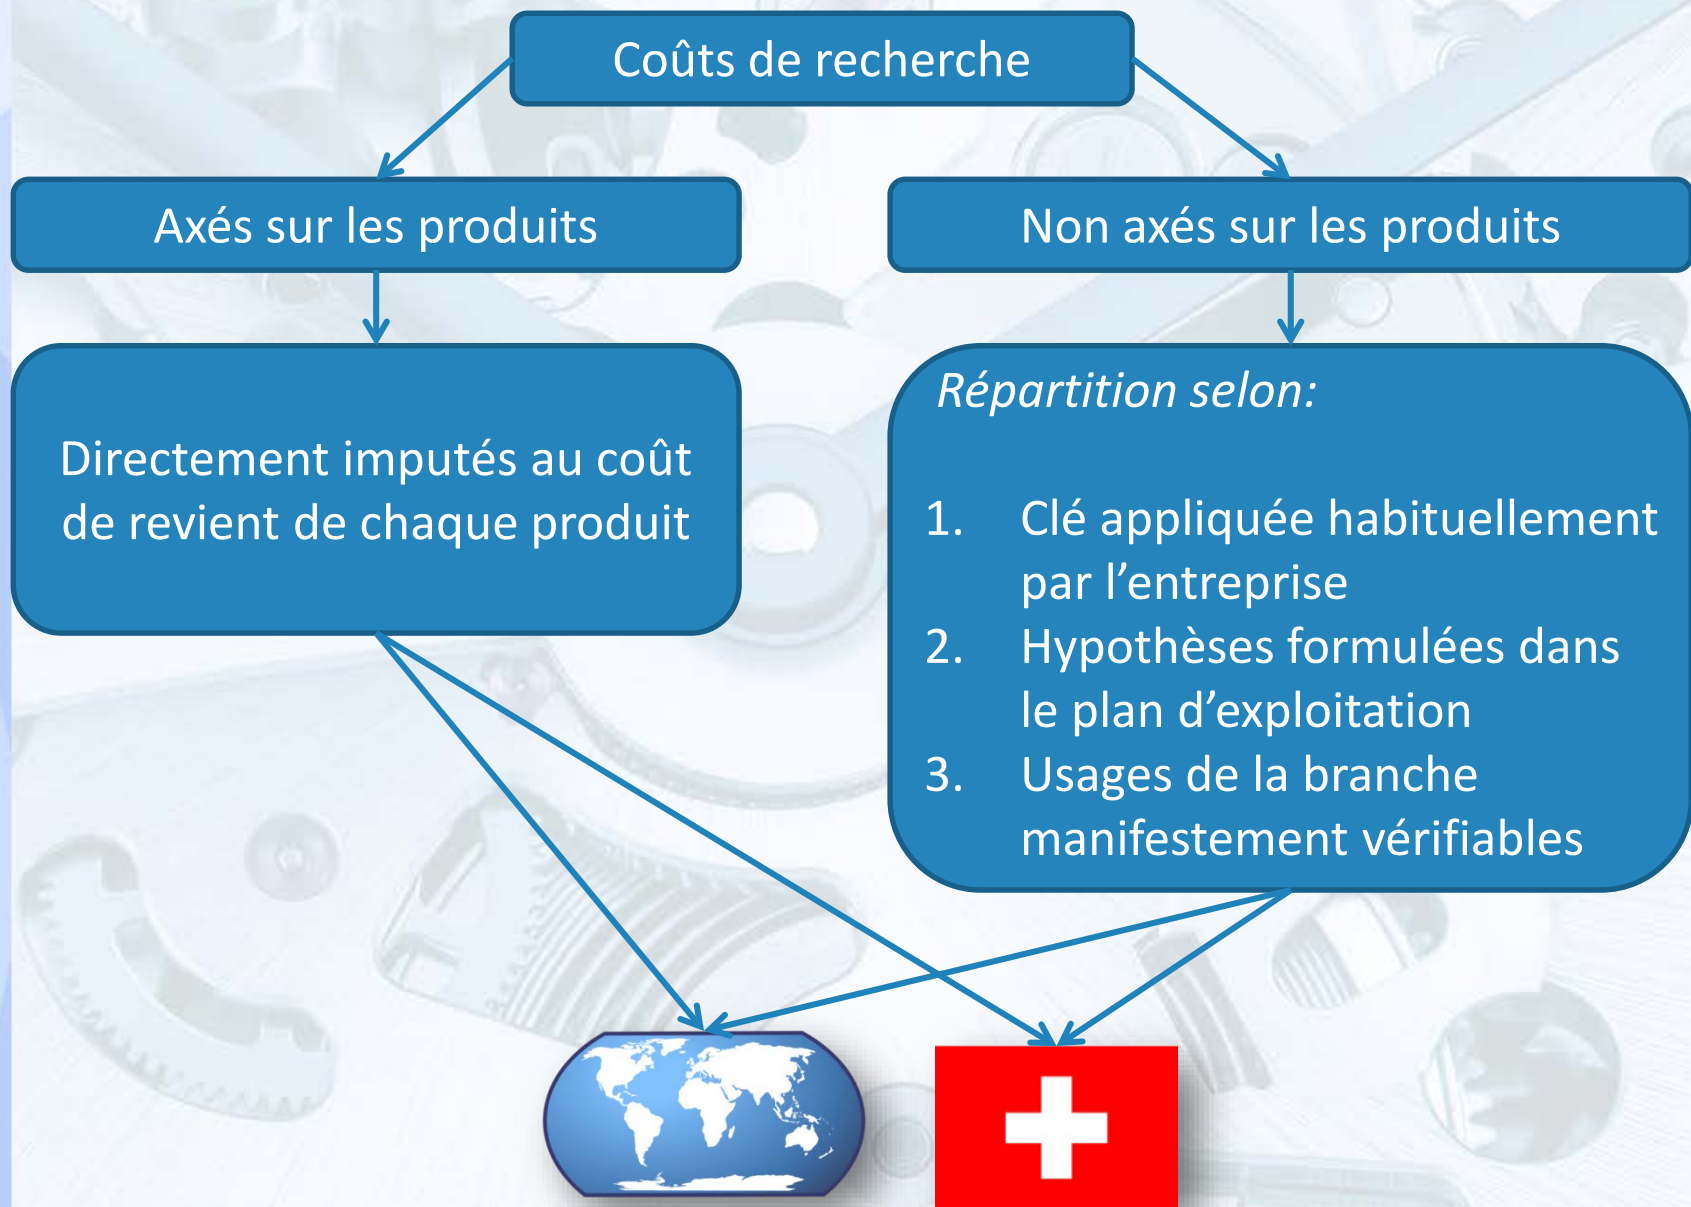 Coûts de recherche
Axés sur les produits
Non axés sur les produits
Directement imputés au coût
de revient de chaque produit
Répartition selon:
1. Clé appliquée habituellement
par l’entreprise
2. Hypothèses formulées dans
le plan d’exploitation
3. Usages de la branche
manifestement vérifiables